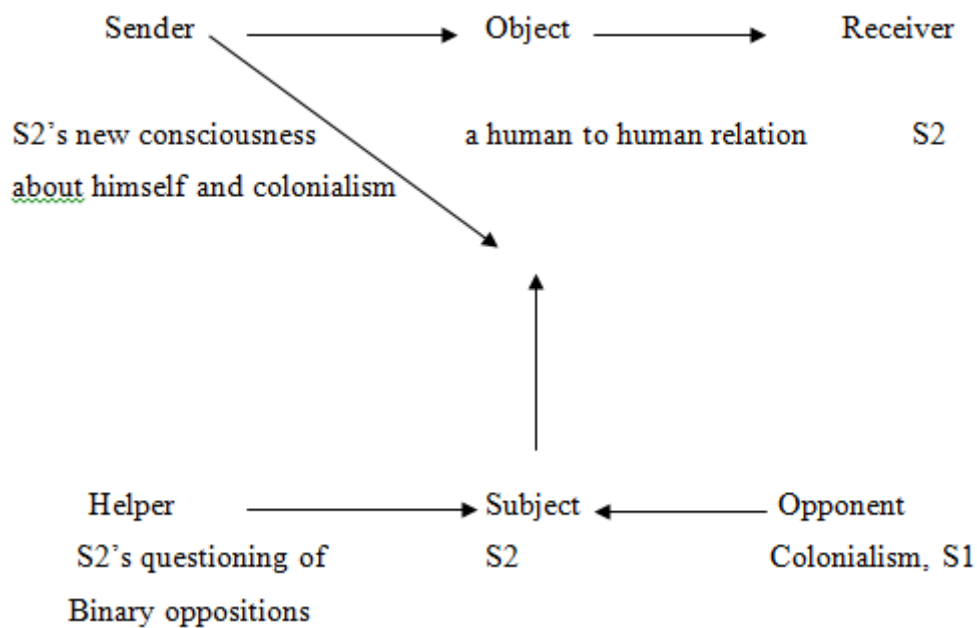 Sender Object Receiver
S2’s new consciousness a human to human relation S2
about himself and colonialism
Helper Subject Opponent
S2’s questioning of S2 Colonialism, S1
Binary oppositions